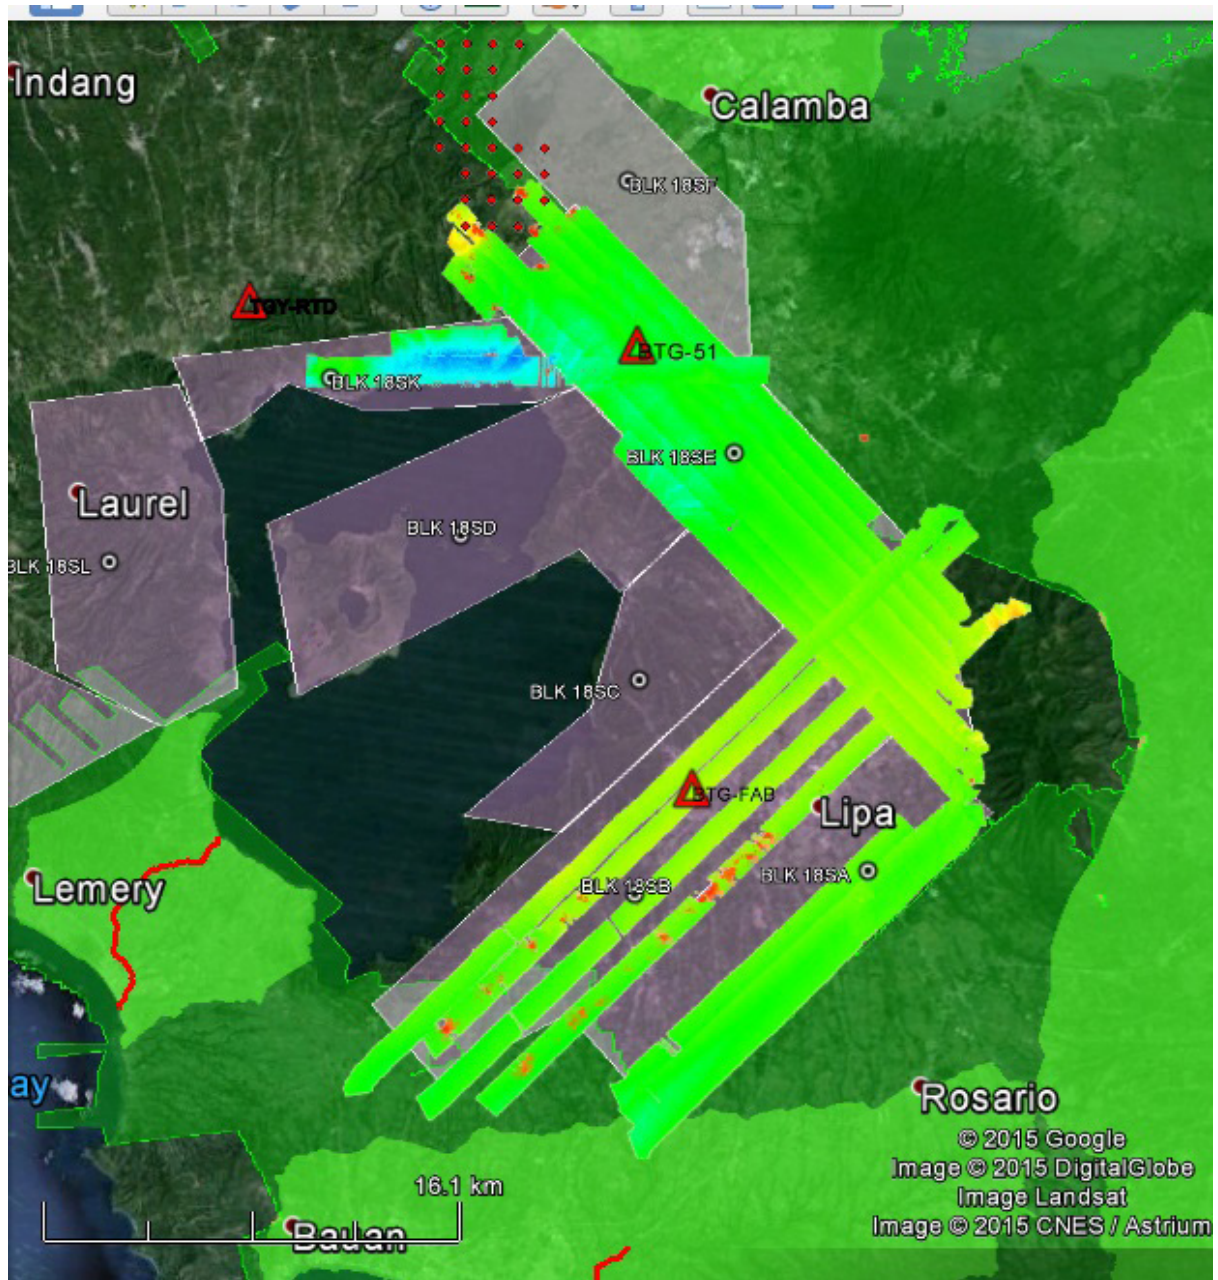 Indang
Calamba
BLK 18SF
TGY-RTD
BTG-51
BLK 18SK
BLK 18SE
Laurel
BLK 18SD
BLK 18SL
BLK 18SC
BTG-FAB
Lipa
BLK 18SA
Lemery
BLK 18SB
ay
Rosario
© 2015 Google
Image © 2015 DigitalGlobe
Image Landsat
Image © 2015 CNES / Astrium
16.1 km
Bauan